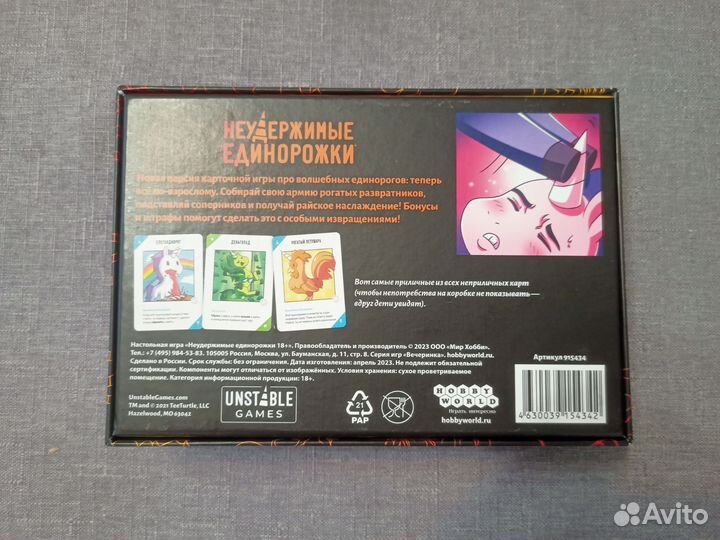 НЕУДЕРЖИМЫЕ
ЕДИНОРОЖКИ
Новая версия карточной игры про волшебных единорогов: теперь
всё по-взрослому. Собирай свою армию рогатых развратников,
подставляй соперников и получай райское наслаждение! Бонусы
и штрафы помогут сделать это с особыми извращениями!
РОГАТЫЙ ПЕТУШАРА
Вот самые приличные из всех неприличных карт
(чтобы непотребства на коробке не показывать—
вдруг дети увидят).
Настольная игра «Неудержимые единорожки 18+». Правообладатель и производитель: © 2023 ООО «Мир Хобби».
Тел.: +7 (495) 984-53-83. 105005 Россия, Москва, ул. Бауманская, д. 11, стр. 8. Серия игр «Вечеринка». hobbyworld.ru.
Сделано в России. Срок службы: без ограничения. Дата изготовления: апрель 2023. Не подлежит обязательной
сертификации. Компоненты могут отличаться от изображённых. Условия хранения: сухое проветриваемое
помещение. Категория информационной продукции: 18+.
Артикул 915434
UnstableGames.com
TM and © 2021 TeeTurtle, LLC
Hazelwood, MO 63042
UNSTABLE
GAMES
21
PAP
HOBBY
WORLD
Играть интересно
hobbyworld.ru
4 630039 154342
Avito